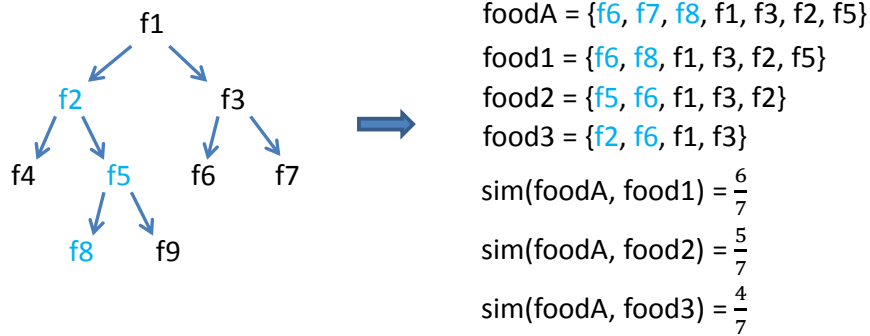 f1
f2 f3
f4 f5 f6 f7
f8 f9
foodA = {f6, f7, f8, f1, f3, f2, f5}
food1 = {f6, f8, f1, f3, f2, f5}
food2 = {f5, f6, f1, f3, f2}
food3 = {f2, f6, f1, f3}
sim(foodA, food1) = 6/7
sim(foodA, food2) = 5/7
sim(foodA, food3) = 4/7